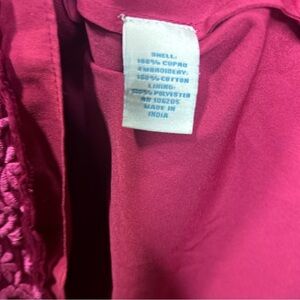 SHELL:
100% CUPRO
EMBROIDERY:
100% COTTON
LINING:
100% POLYESTER
RN 106205
MADE IN
INDIA